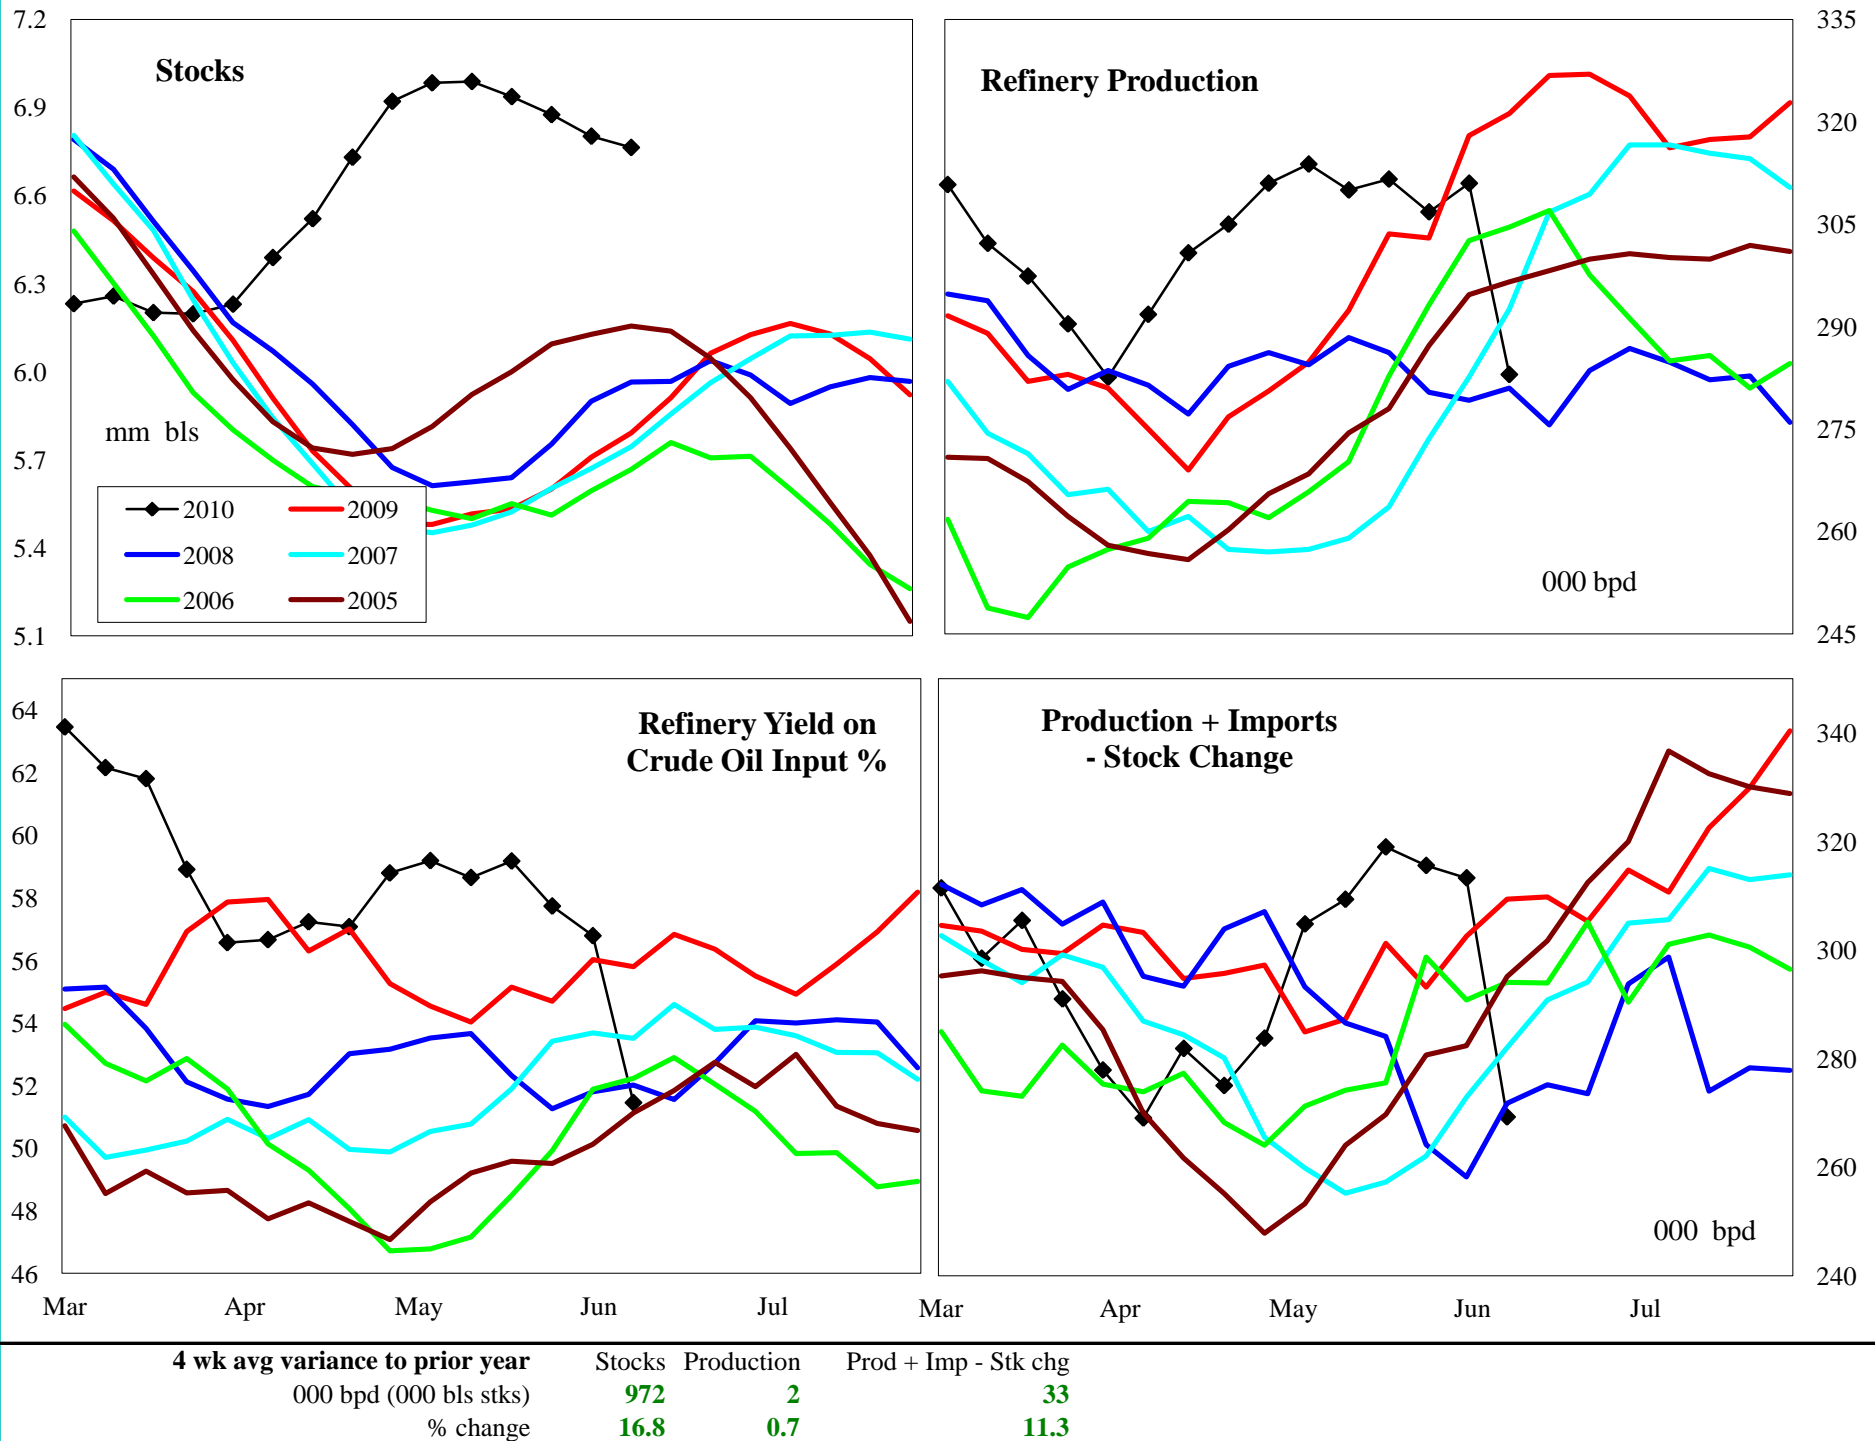 Stocks
mm bls
7.2
6.9
6.6
6.3
6.0
5.7
5.4
5.1
2010
2009
2008
2007
2006
2005
Refinery Production
000 bpd
335
320
305
290
275
260
245
Refinery Yield on
Crude Oil Input %
64
62
60
58
56
54
52
50
48
46
Mar Apr May Jun Jul
Production + Imports
- Stock Change
000 bpd
340
320
300
280
260
240
Mar Apr May Jun Jul
4 wk avg variance to prior year Stocks Production Prod + Imp - Stk chg
000 bpd (000 bls stks) 972 2 33
% change 16.8 0.7 11.3